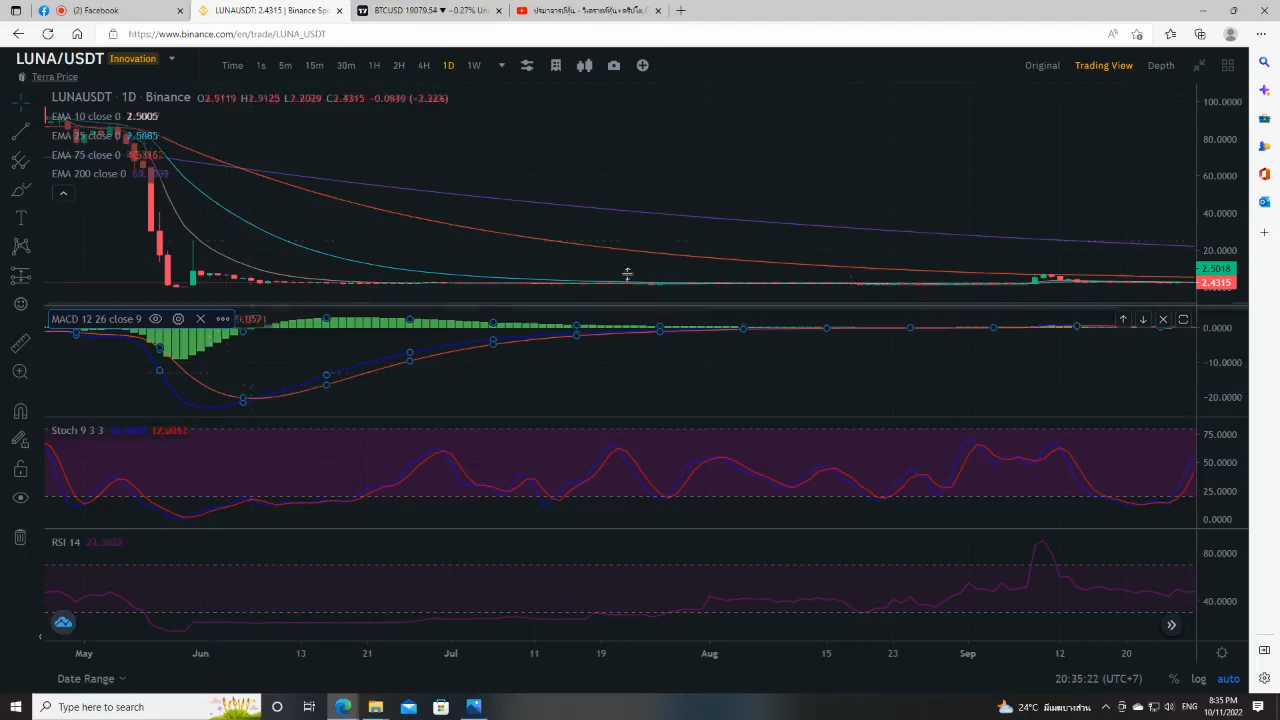 (2) Facebook
LUNAUSDT: 2.4315 | Binance Spo
BTCUSD 19079.54 ▼ −0.27% Un
https://www.binance.com/en/trade/LUNA_USDT
LUNA/USDT Innovation
Terra Price
Time 1s 5m 15m 30m 1H 2H 4H 1D 1W
Original Trading View Depth
LUNAUSDT · 1D · Binance
EMA 10 close 0 2.5005
EMA 25 close 0
EMA 75 close 0
EMA 200 close 0
100.0000
80.0000
60.0000
40.0000
20.0000
2.5018
2.4315
MACD 12 26 close 9
0.0000
−10.0000
−20.0000
Stoch 9 3 3
75.0000
50.0000
25.0000
0.0000
RSI 14
80.0000
40.0000
May Jun 13 21 Jul 11 19 Aug 15 23 Sep 12 20
Date Range
20:35:22 (UTC+7) % log auto
Type here to search
24°C
8:35 PM
10/11/2022